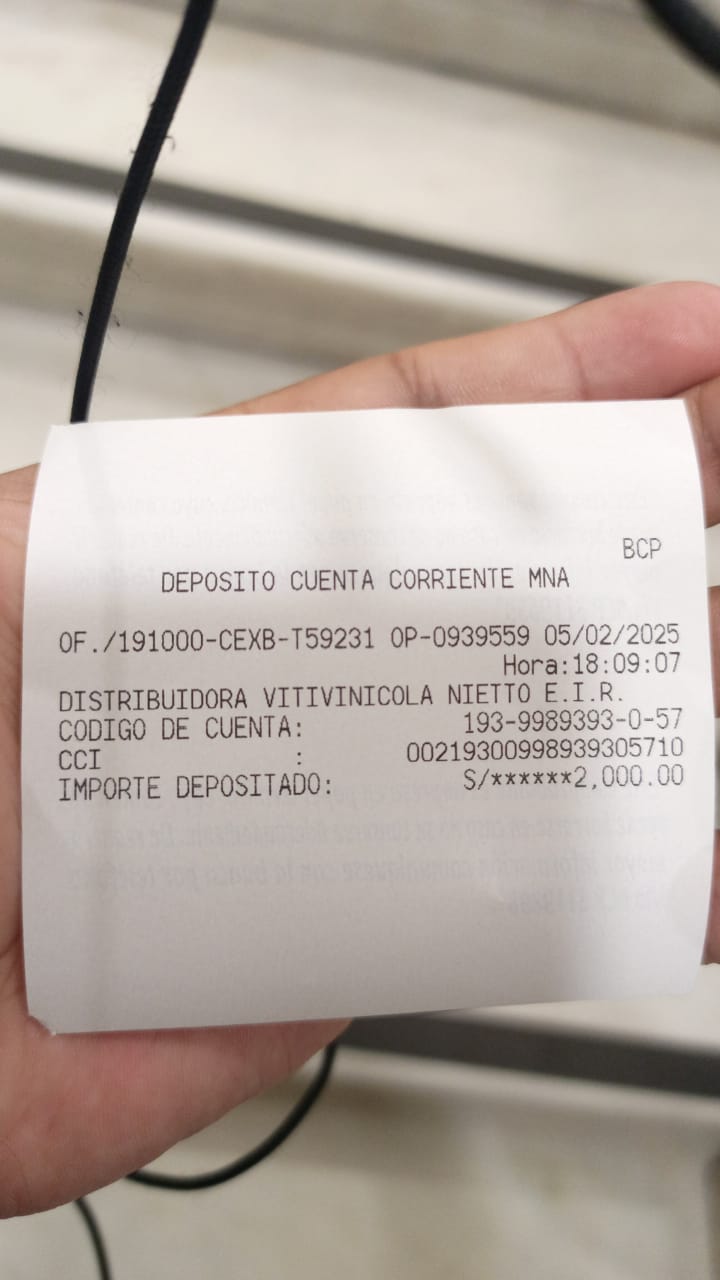 BCP
DEPOSITO CUENTA CORRIENTE MNA
OF./191000-CEXB-T59231 OP-0939559 05/02/2025
Hora:18:09:07
DISTRIBUIDORA VITIVINICOLA NIETTO E.I.R.
CODIGO DE CUENTA: 193-9989393-0-57
CCI : 00219300998939305710
IMPORTE DEPOSITADO: S/******2,000.00